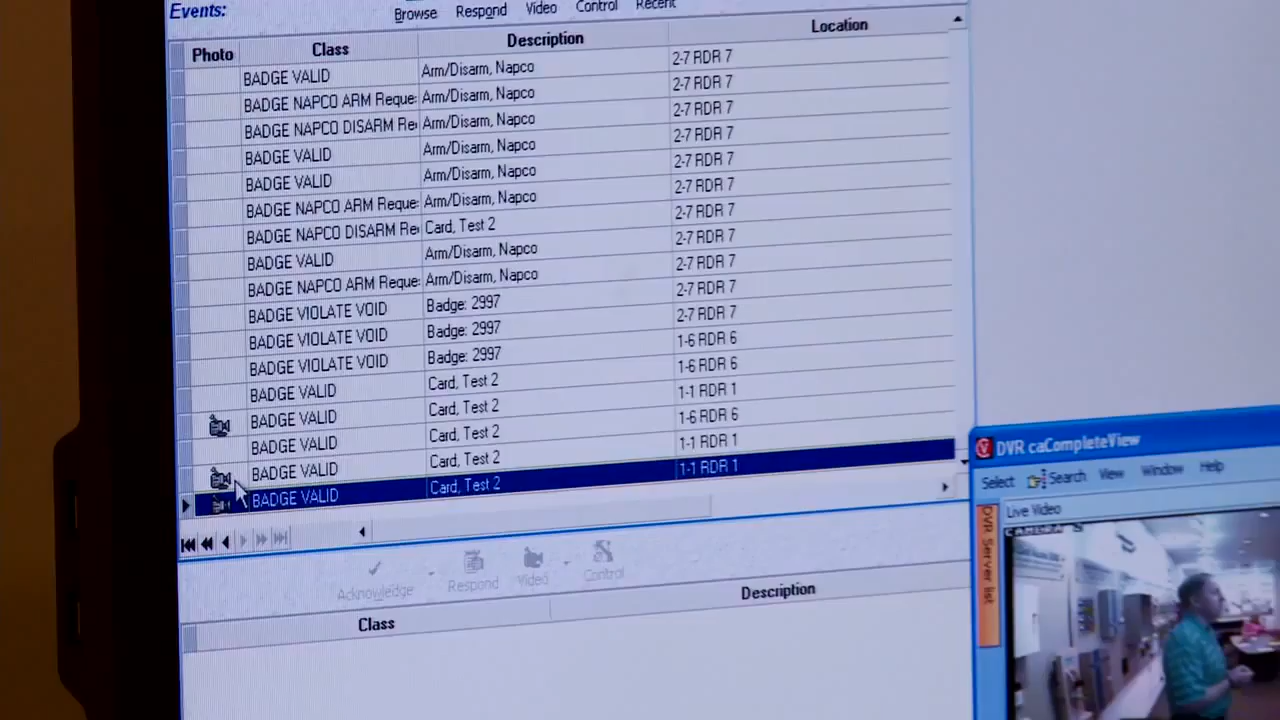 Events:
Browse Respond Video Control Recent
Photo Class Description Location
BADGE VALID Arm/Disarm, Napco 2-7 RDR 7
BADGE NAPCO ARM Reque: Arm/Disarm, Napco 2-7 RDR 7
BADGE NAPCO DISARM Re Arm/Disarm, Napco 2-7 RDR 7
BADGE VALID Arm/Disarm, Napco 2-7 RDR 7
BADGE VALID Arm/Disarm, Napco 2-7 RDR 7
BADGE NAPCO ARM Reque: Arm/Disarm, Napco 2-7 RDR 7
BADGE NAPCO DISARM Re Card, Test 2 2-7 RDR 7
BADGE VALID Arm/Disarm, Napco 2-7 RDR 7
BADGE NAPCO ARM Reque: Arm/Disarm, Napco 2-7 RDR 7
BADGE VIOLATE VOID Badge: 2997 2-7 RDR 7
BADGE VIOLATE VOID Badge: 2997 2-7 RDR 7
BADGE VIOLATE VOID Badge: 2997 1-6 RDR 6
BADGE VALID Card, Test 2 1-6 RDR 6
BADGE VALID Card, Test 2 1-1 RDR 1
BADGE VALID Card, Test 2 1-6 RDR 6
BADGE VALID Card, Test 2 1-1 RDR 1
BADGE VALID Card, Test 2 1-1 RDR 1
Acknowledge Respond Video Control
Class Description
DVR caCompleteView
Select Search View Window Help
DVR Server list
Live Video